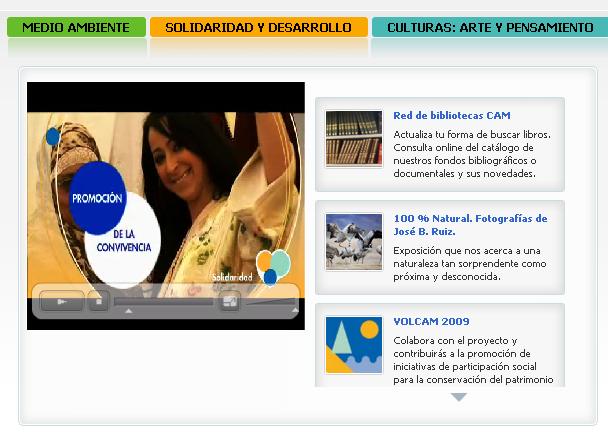 MEDIO AMBIENTE
SOLIDARIDAD Y DESARROLLO
CULTURAS: ARTE Y PENSAMIENTO
PROMOCIÓN
DE LA
CONVIVENCIA
Solidaridad
Red de bibliotecas CAM
Actualiza tu forma de buscar libros.
Consulta online del catálogo de
nuestros fondos bibliográficos o
documentales y sus novedades.
100 % Natural. Fotografías de
José B. Ruiz.
Exposición que nos acerca a una
naturaleza tan sorprendente como
próxima y desconocida.
VOLCAM 2009
Colabora con el proyecto y
contribuirás a la promoción de
iniciativas de participación social
para la conservación del patrimonio